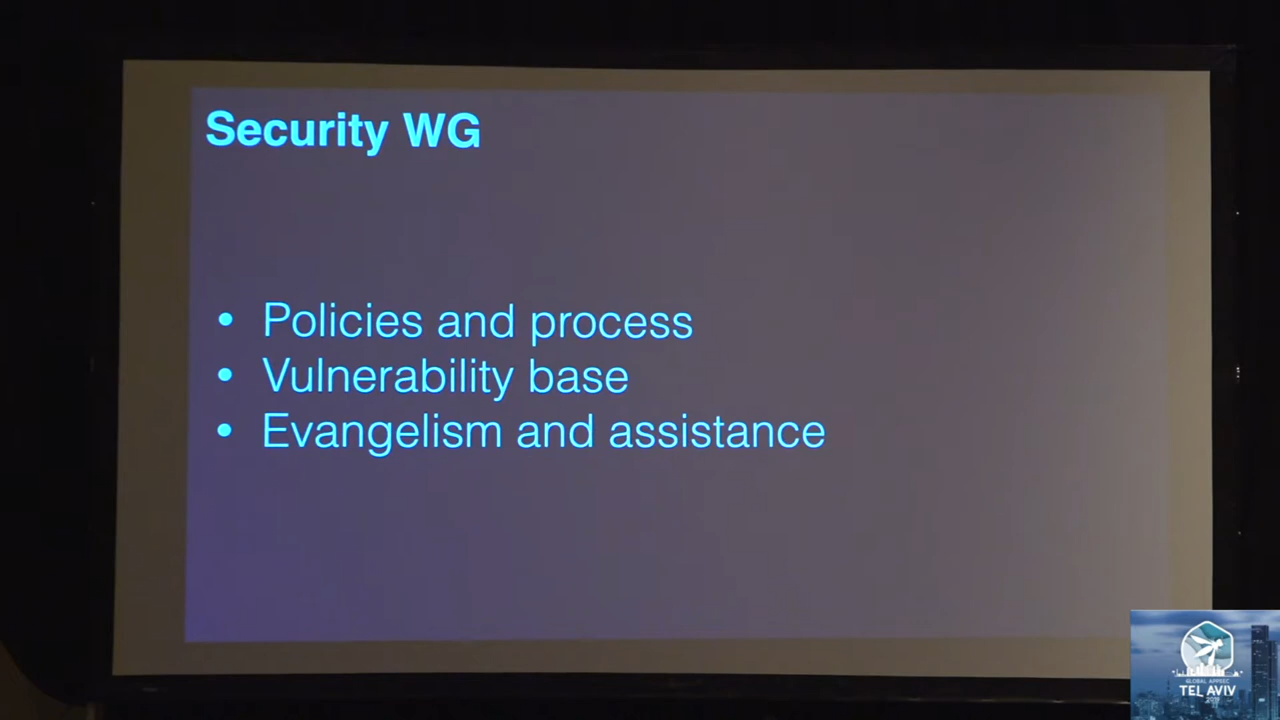 Security WG
• Policies and process
• Vulnerability base
• Evangelism and assistance
GLOBAL APPSEC
TEL AVIV